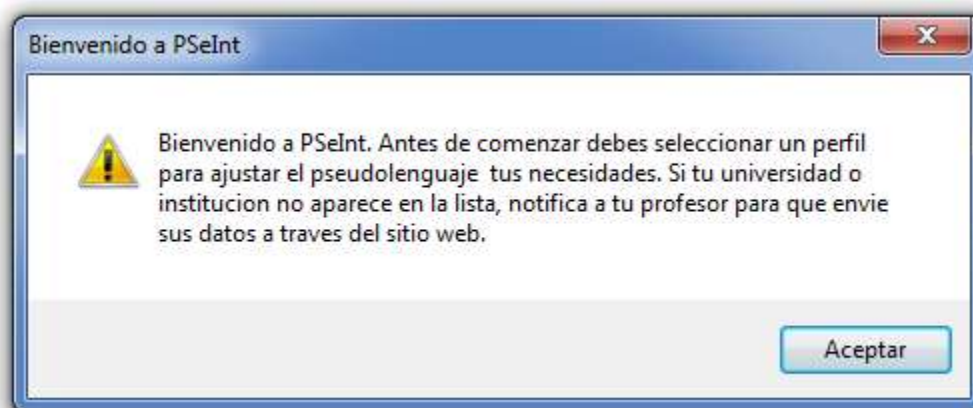 Bienvenido a PSeInt
Bienvenido a PSeInt. Antes de comenzar debes seleccionar un perfil
para ajustar el pseudolenguaje  tus necesidades. Si tu universidad o
institucion no aparece en la lista, notifica a tu profesor para que envie
sus datos a traves del sitio web.
Aceptar